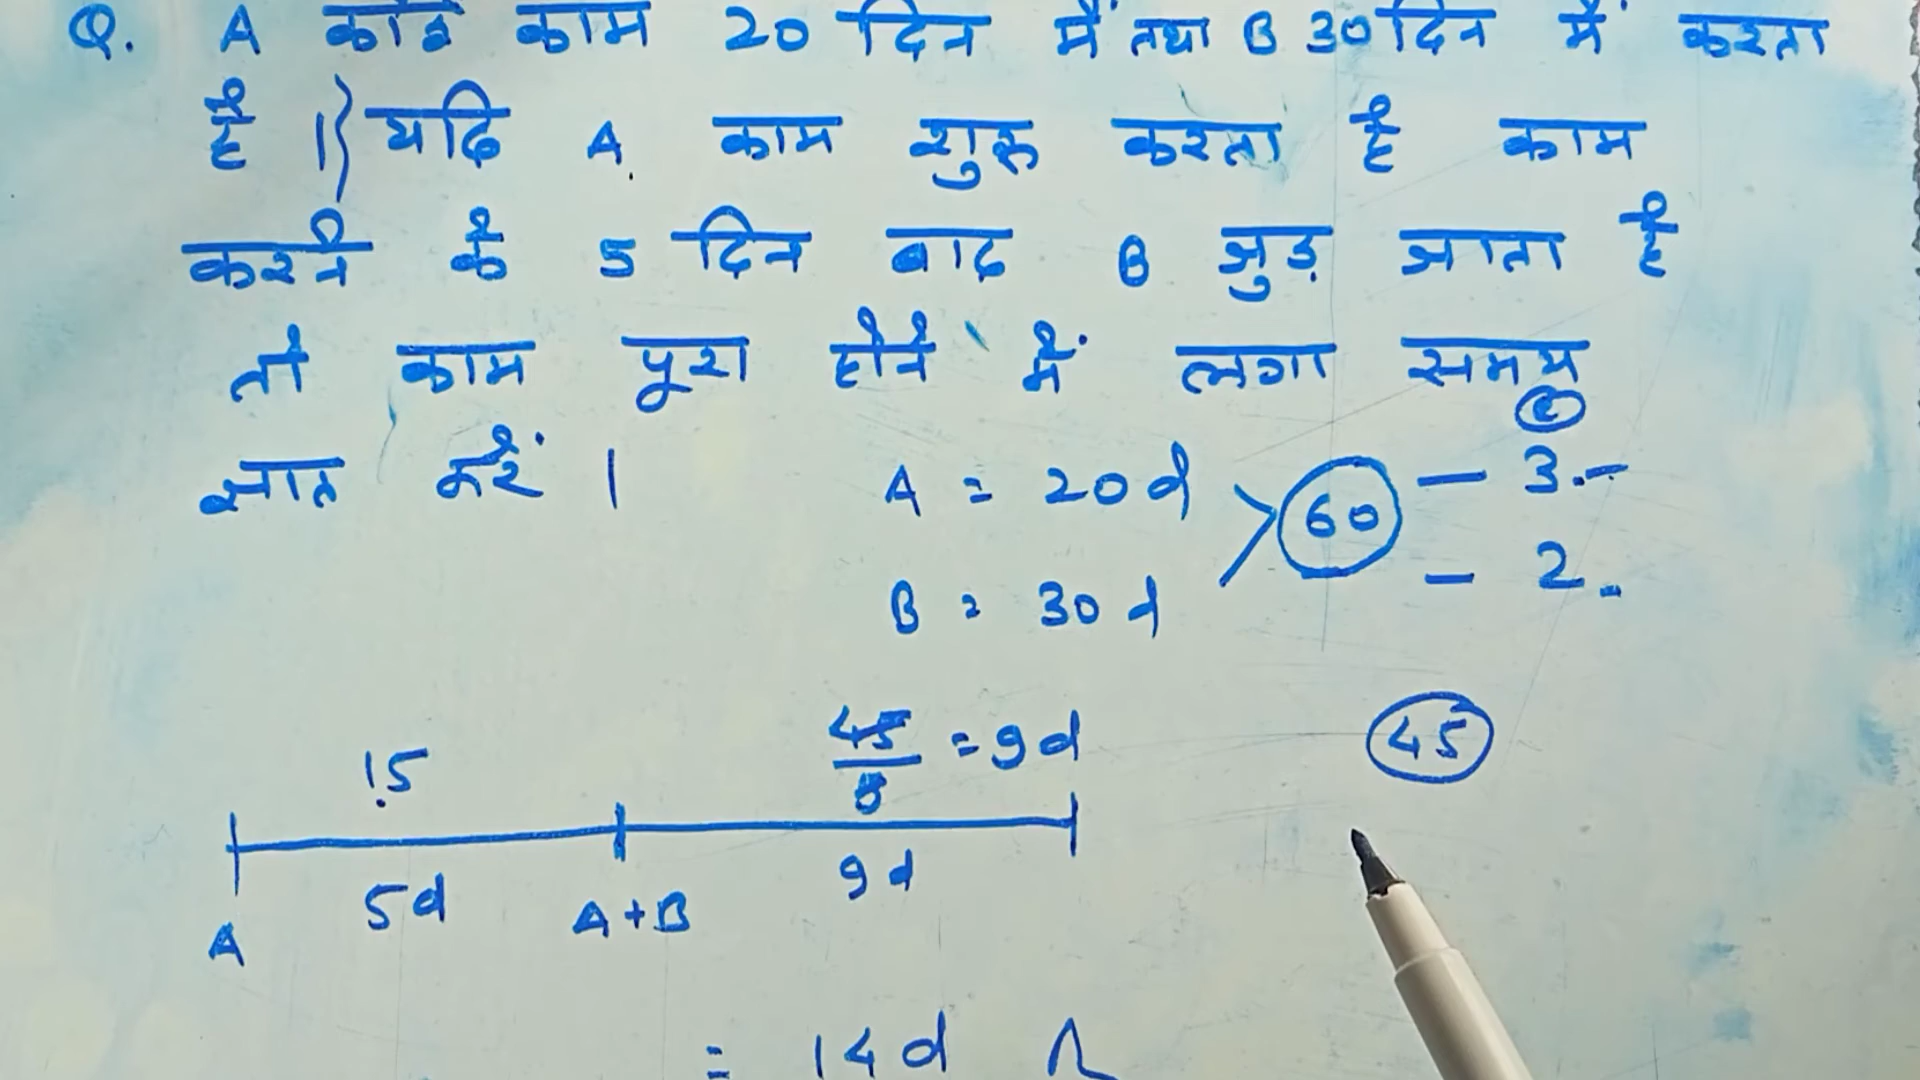 Q. A कोई काम 20 दिन में तथा B 30 दिन में करता
है । यदि A काम शुरू करता है काम
करने के 5 दिन बाद B जुड़ जाता है
तो काम पूरा होने में लगा समय
ज्ञात करें ।
A = 20d
60
- 3
B = 30d
- 2
15
45/5 = 9d
45
5d
9d
A
A+B
= 14d